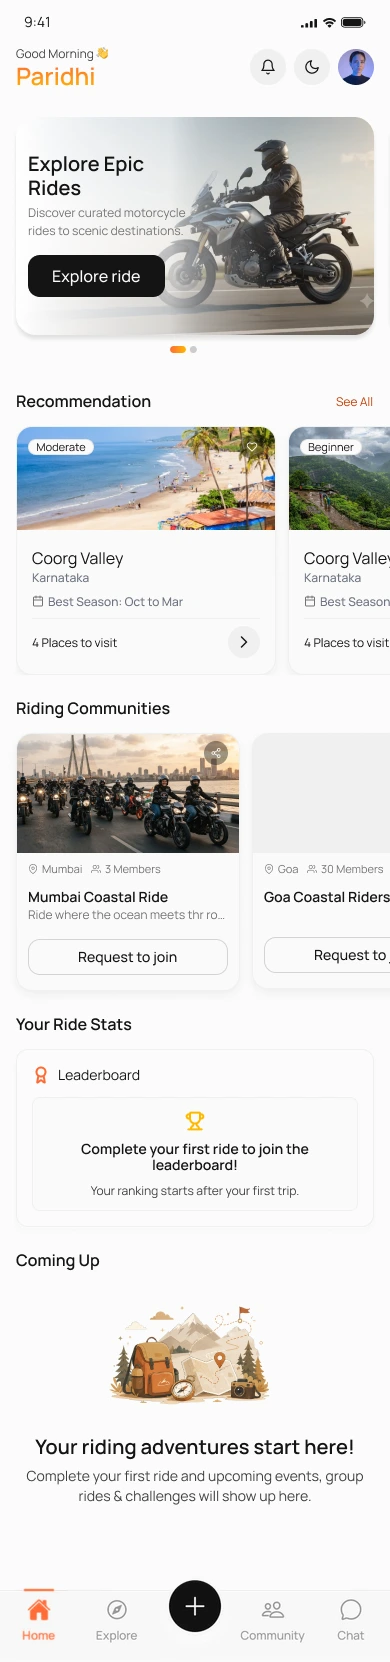 9:41
Good Morning 👋
Paridhi
Explore Epic
Rides
Discover curated motorcycle
rides to scenic destinations.
Explore ride
Recommendation
See All
Moderate
Beginner
Coorg Valley
Coorg Valley
Karnataka
Karnataka
Best Season: Oct to Mar
Best Season
4 Places to visit
4 Places to visit
Riding Communities
Mumbai 3 Members
Goa 30 Members
Mumbai Coastal Ride
Goa Coastal Riders
Ride where the ocean meets thr ro...
Request to join
Request to
Your Ride Stats
Leaderboard
Complete your first ride to join the
leaderboard!
Your ranking starts after your first trip.
Coming Up
Your riding adventures start here!
Complete your first ride and upcoming events, group
rides & challenges will show up here.
Home
Explore
Community
Chat